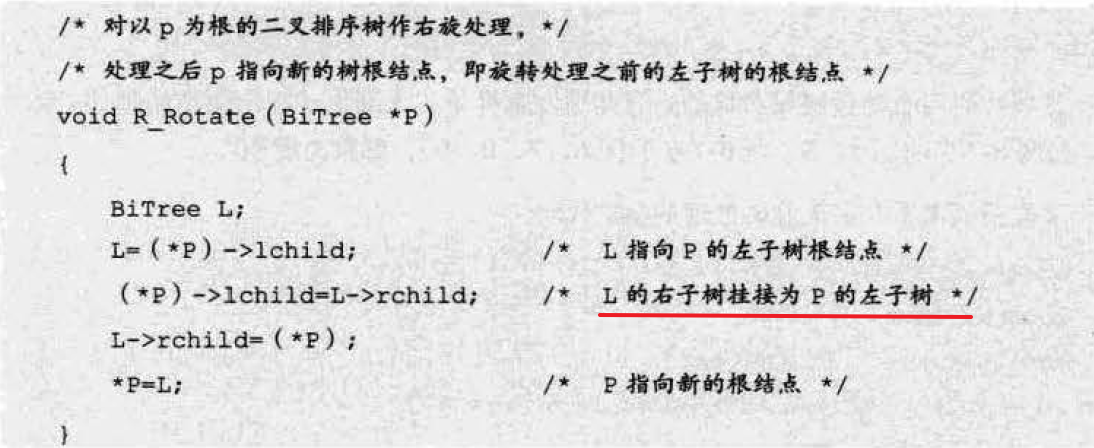 /* 对以 p 为根的二叉排序树作右旋处理, */
/* 处理之后 p 指向新的树根结点, 即旋转处理之前的左子树的根结点 */
void R_Rotate (BiTree *P)
{
BiTree L;
L= (*P) ->lchild; /* L 指向 P 的左子树根结点 */
(*P) ->lchild=L->rchild; /* L 的右子树挂接为 P 的左子树 */
L->rchild= (*P) ;
*P=L; /* P 指向新的根结点 */
}